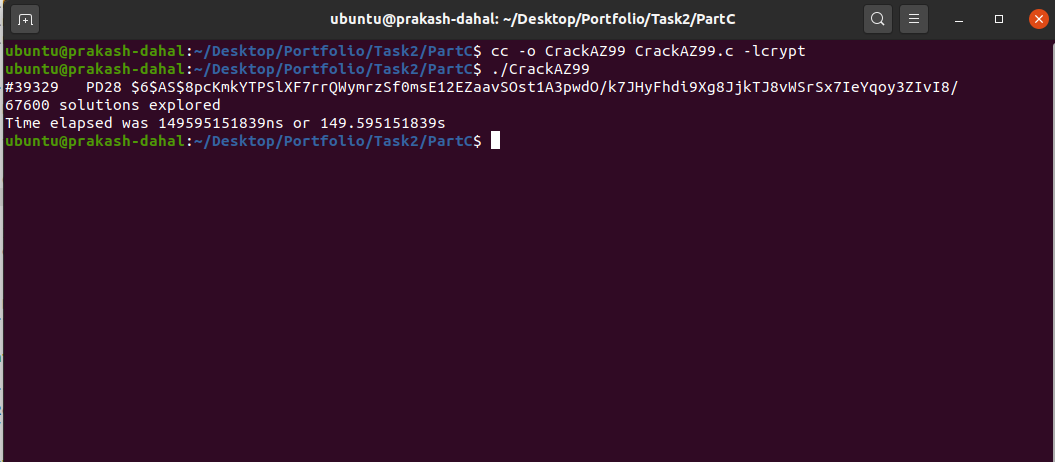 ubuntu@prakash-dahal: ~/Desktop/Portfolio/Task2/PartC
ubuntu@prakash-dahal:~/Desktop/Portfolio/Task2/PartC$ cc -o CrackAZ99 CrackAZ99.c -lcrypt
ubuntu@prakash-dahal:~/Desktop/Portfolio/Task2/PartC$ ./CrackAZ99
#39329   PD28 $6$AS$8pcKmkYTPSlXF7rrQWymrzSf0msE12EZaavSOst1A3pwdO/k7JHyFhdi9Xg8JjkTJ8vWSrSx7IeYqoy3ZIvI8/
67600 solutions explored
Time elapsed was 149595151839ns or 149.595151839s
ubuntu@prakash-dahal:~/Desktop/Portfolio/Task2/PartC$